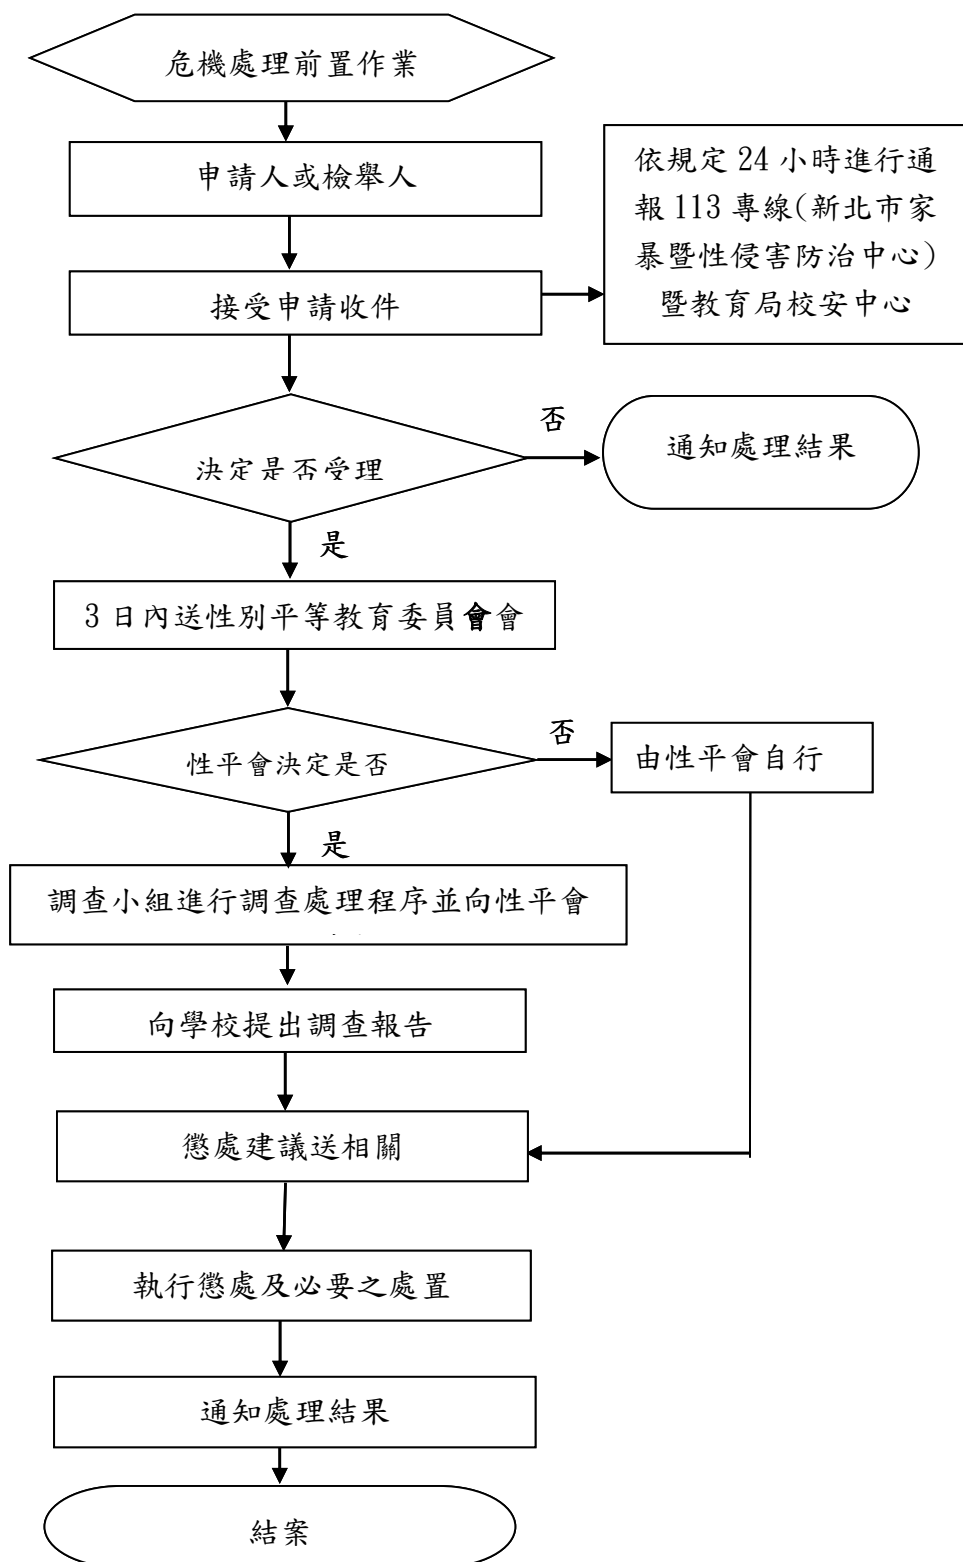 危機處理前置作業
申請人或檢舉人
依規定 24 小時進行通
報 113 專線(新北市家
暴暨性侵害防治中心)
暨教育局校安中心
接受申請收件
決定是否受理
否
通知處理結果
是
3 日內送性別平等教育委員會會
性平會決定是否
否
由性平會自行
是
調查小組進行調查處理程序並向性平會
向學校提出調查報告
懲處建議送相關
執行懲處及必要之處置
通知處理結果
結案